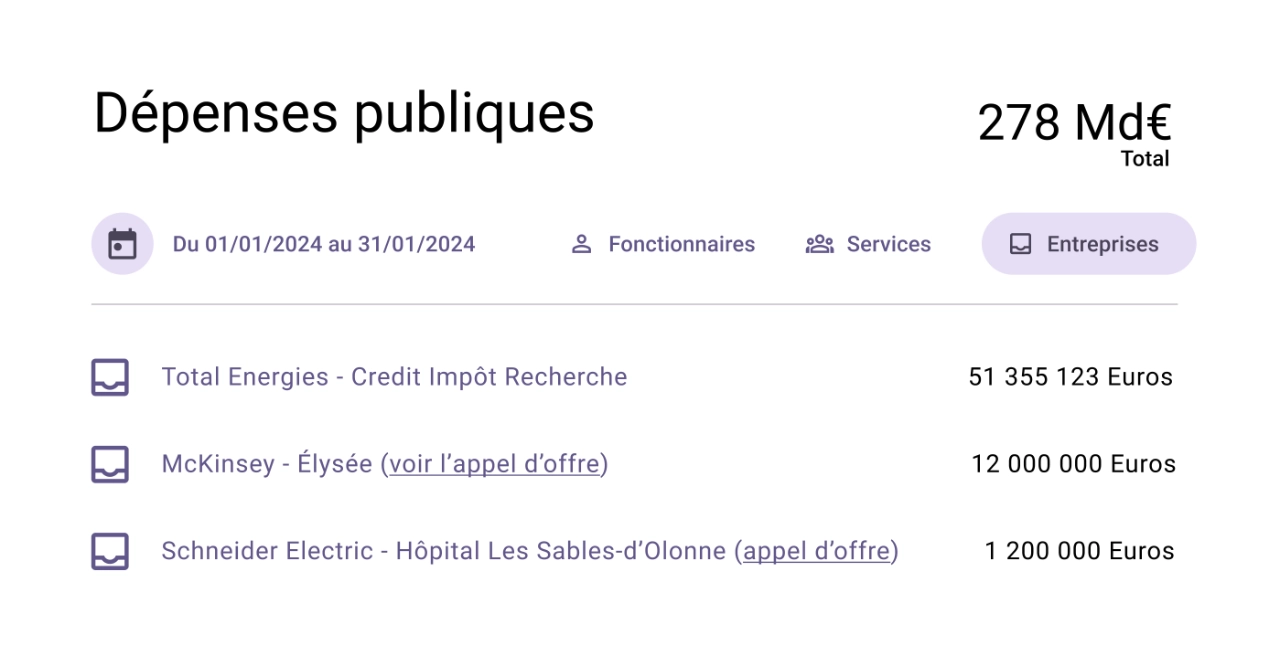 Dépenses publiques
278 Md€
Total
Du 01/01/2024 au 31/01/2024
Fonctionnaires
Services
Entreprises
Total Energies - Credit Impôt Recherche
51 355 123 Euros
McKinsey - Élysée (voir l’appel d’offre)
12 000 000 Euros
Schneider Electric - Hôpital Les Sables-d’Olonne (appel d’offre)
1 200 000 Euros